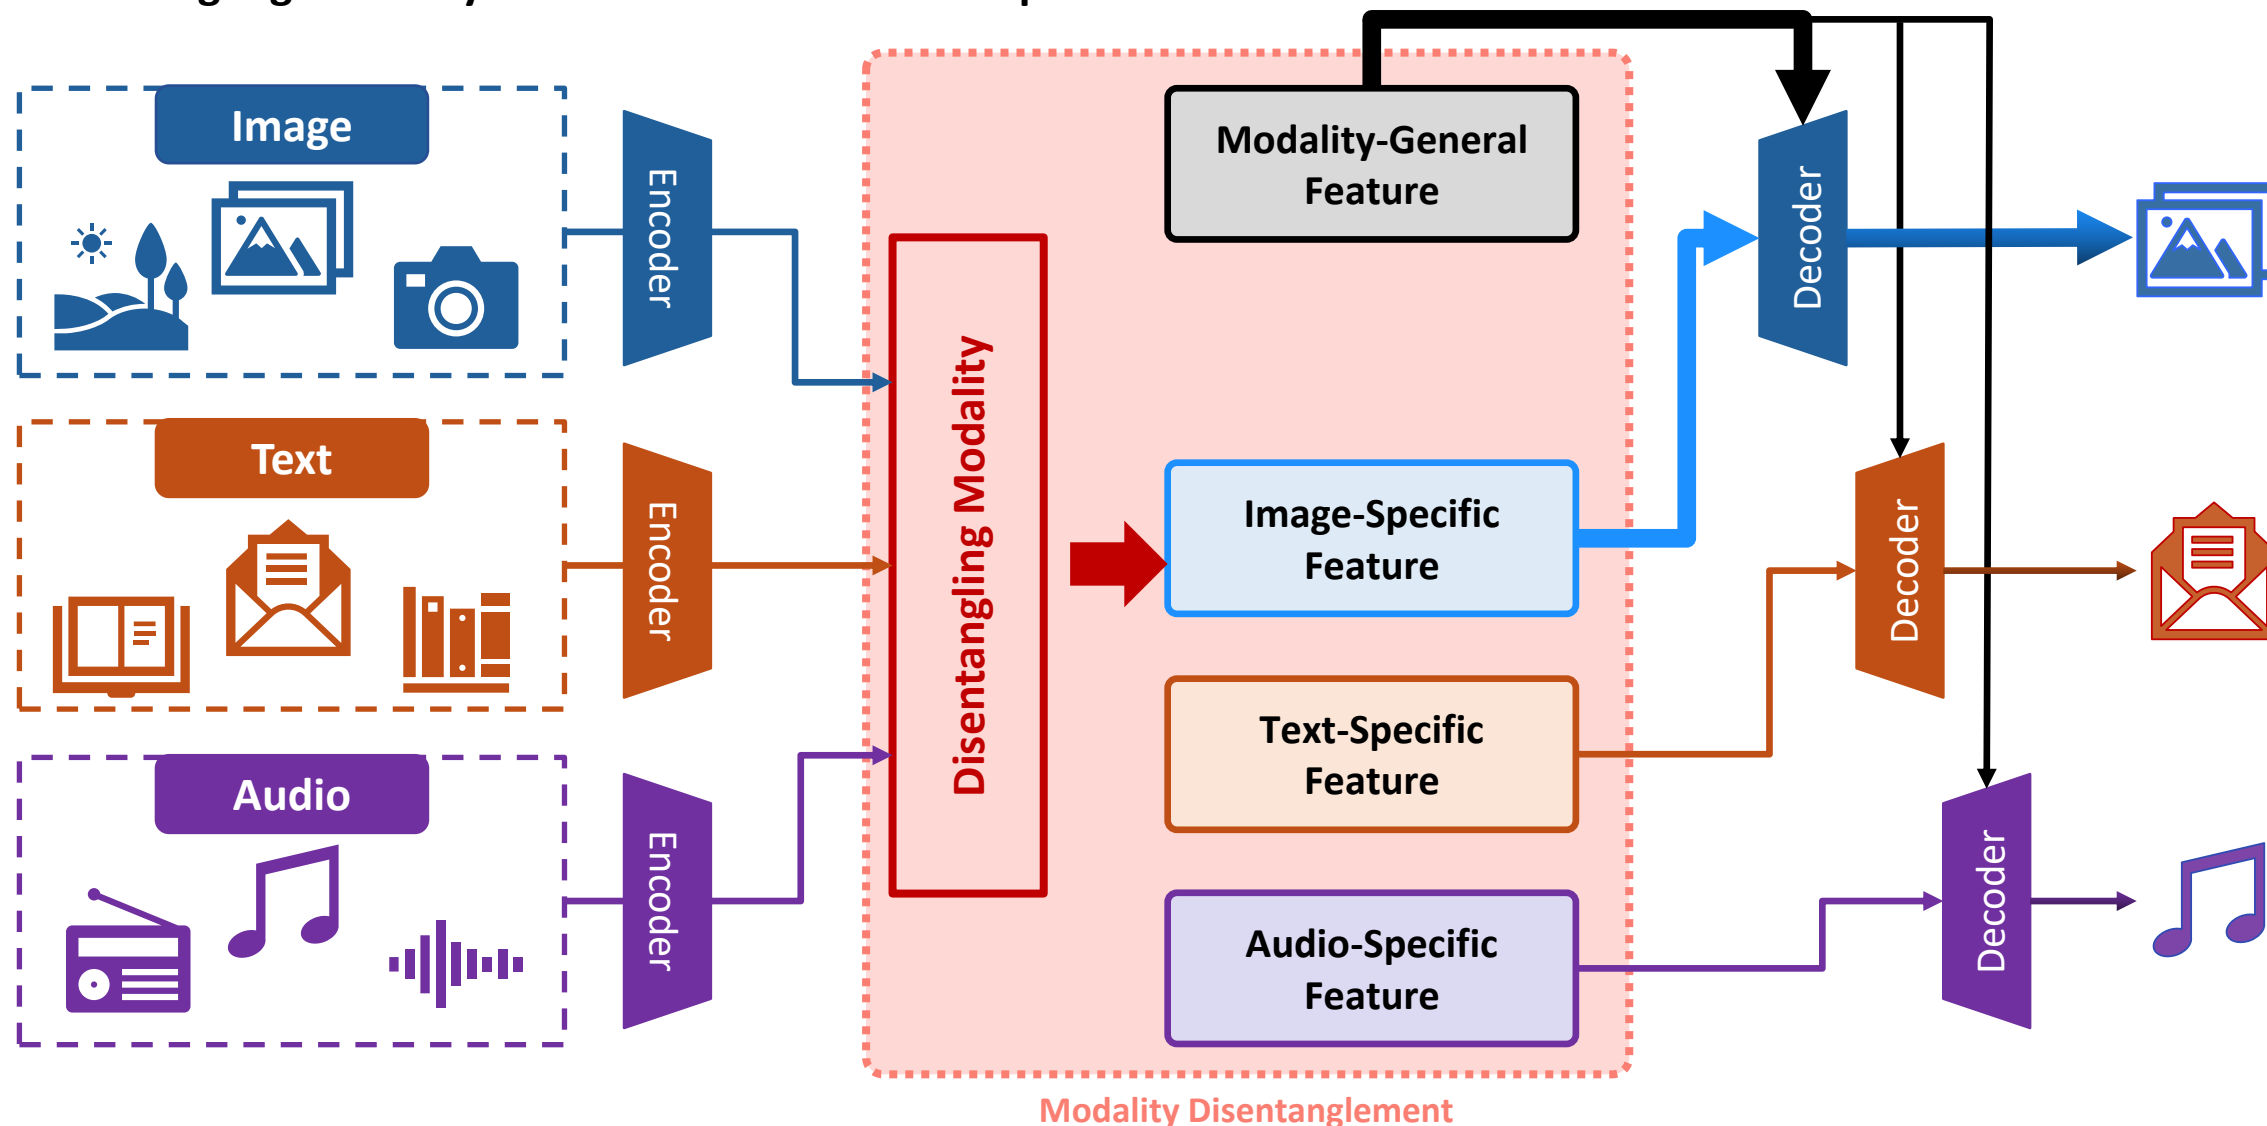 Image
Encoder
Text
Encoder
Audio
Encoder
Disentangling Modality
Modality-General
Feature
Image-Specific
Feature
Text-Specific
Feature
Audio-Specific
Feature
Decoder
Decoder
Decoder
Modality Disentanglement